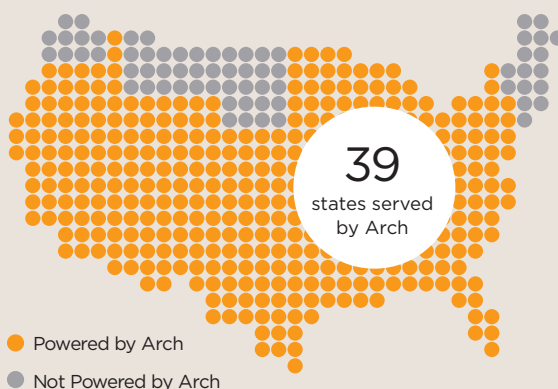 39
states served
by Arch
Powered by Arch
Not Powered by Arch